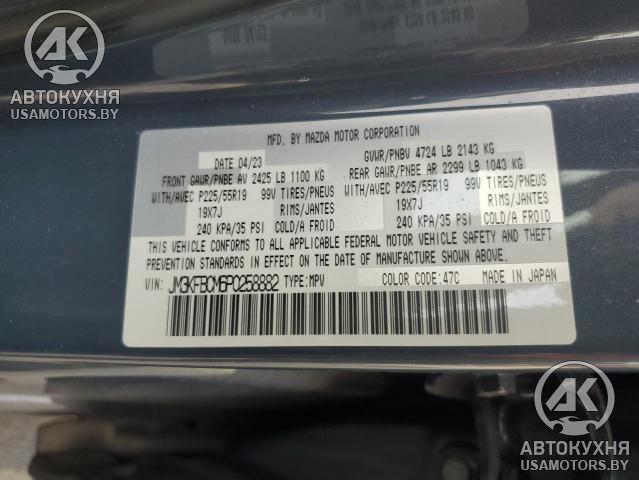 АК
АВТОКУХНЯ
USAMOTORS.BY
MFD. BY MAZDA MOTOR CORPORATION
DATE 04/23
GVWR/PNBV 4724 LB 2143 KG
FRONT GAWR/PNBE AV 2425 LB 1100 KG
REAR GAWR/PNBE AR 2299 LB 1043 KG
WITH/AVEC P225/55R19 99V TIRES/PNEUS
WITH/AVEC P225/55R19 99V TIRES/PNEUS
19X7J RIMS/JANTES
19X7J RIMS/JANTES
240 KPA/35 PSI COLD/A FROID
240 KPA/35 PSI COLD/A FROID
THIS VEHICLE CONFORMS TO ALL APPLICABLE FEDERAL MOTOR VEHICLE SAFETY AND THEFT
PREVENTION STANDARDS IN EFFECT ON THE DATE OF MANUFACTURE SHOWN ABOVE.
VIN: JM3KFBCM6P0258882 TYPE:MPV COLOR CODE:47C MADE IN JAPAN
АК
АВТОКУХНЯ
USAMOTORS.BY